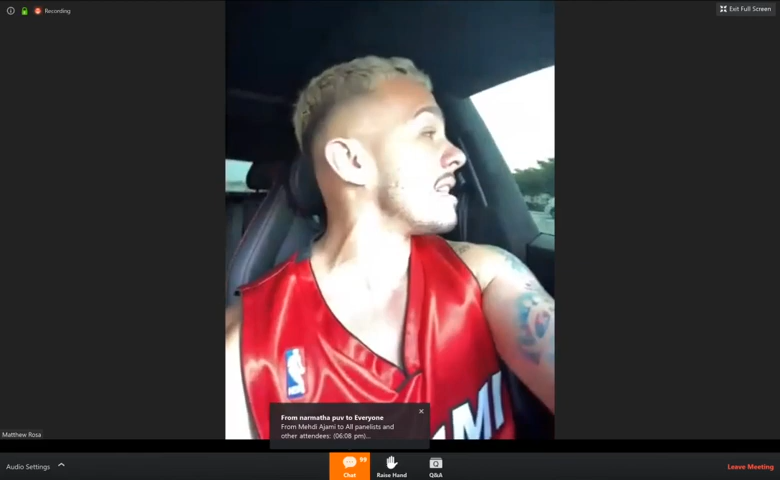 Recording
Exit Full Screen
MI
From narmatha puv to Everyone
From Mehdi Ajami to All panelists and
other attendees: (06:08 pm)...
Matthew Rosa
Audio Settings
Chat
99
Raise Hand
Q&A
Leave Meeting